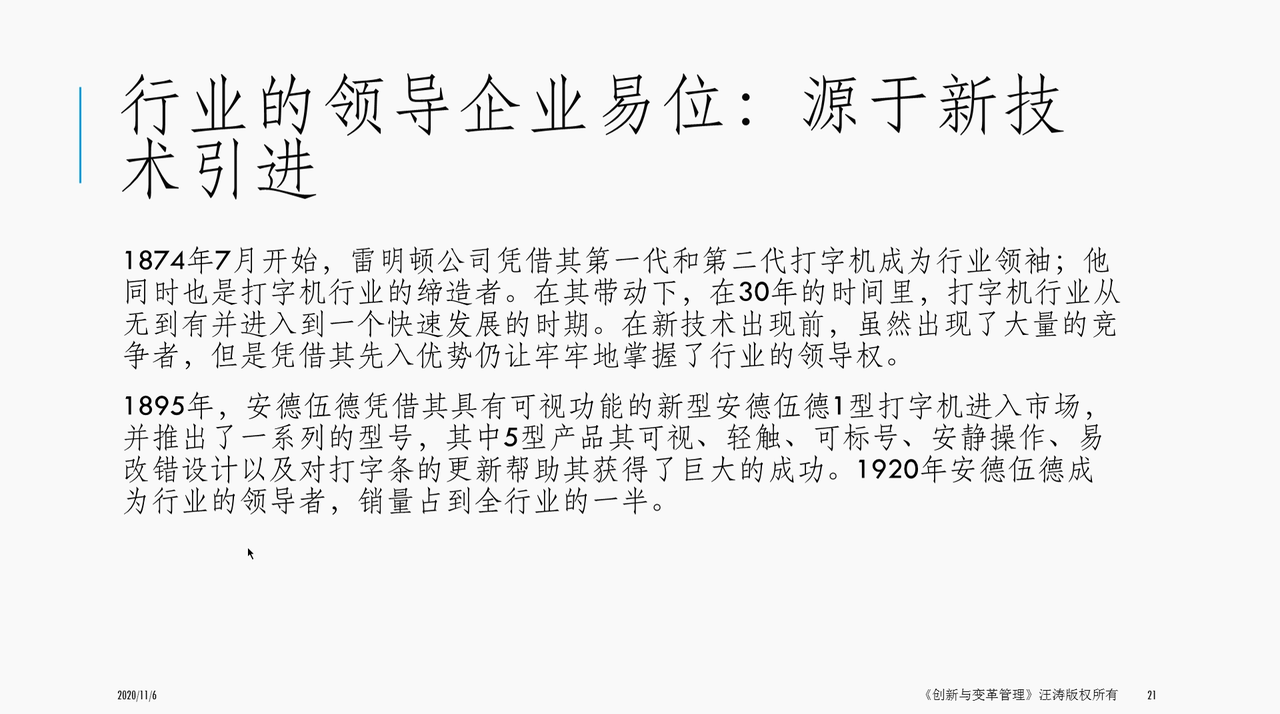 行业的领导企业易位：源于新技
术引进
1874年7月开始，雷明顿公司凭借其第一代和第二代打字机成为行业领袖；他
同时也是打字机行业的缔造者。在其带动下，在30年的时间里，打字机行业从
无到有并进入到一个快速发展的时期。在新技术出现前，虽然出现了大量的竞
争者，但是凭借其先入优势仍让牢牢地掌握了行业的领导权。
1895年，安德伍德凭借其具有可视功能的新型安德伍德1型打字机进入市场，
并推出了一系列的型号，其中5型产品其可视、轻触、可标号、安静操作、易
改错设计以及对打字条的更新帮助其获得了巨大的成功。1920年安德伍德成
为行业的领导者，销量占到全行业的一半。
2020/11/6 《创新与变革管理》汪涛版权所有 21